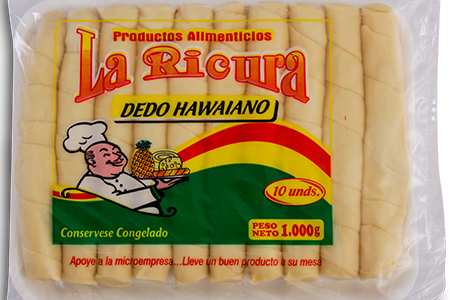 Productos Alimenticios
La Ricura
DEDO HAWAIANO
10 unds.
Consérvese Congelado
PESO NETO 1.000g
Apoye a la microempresa...Lleve un buen producto a su mesa